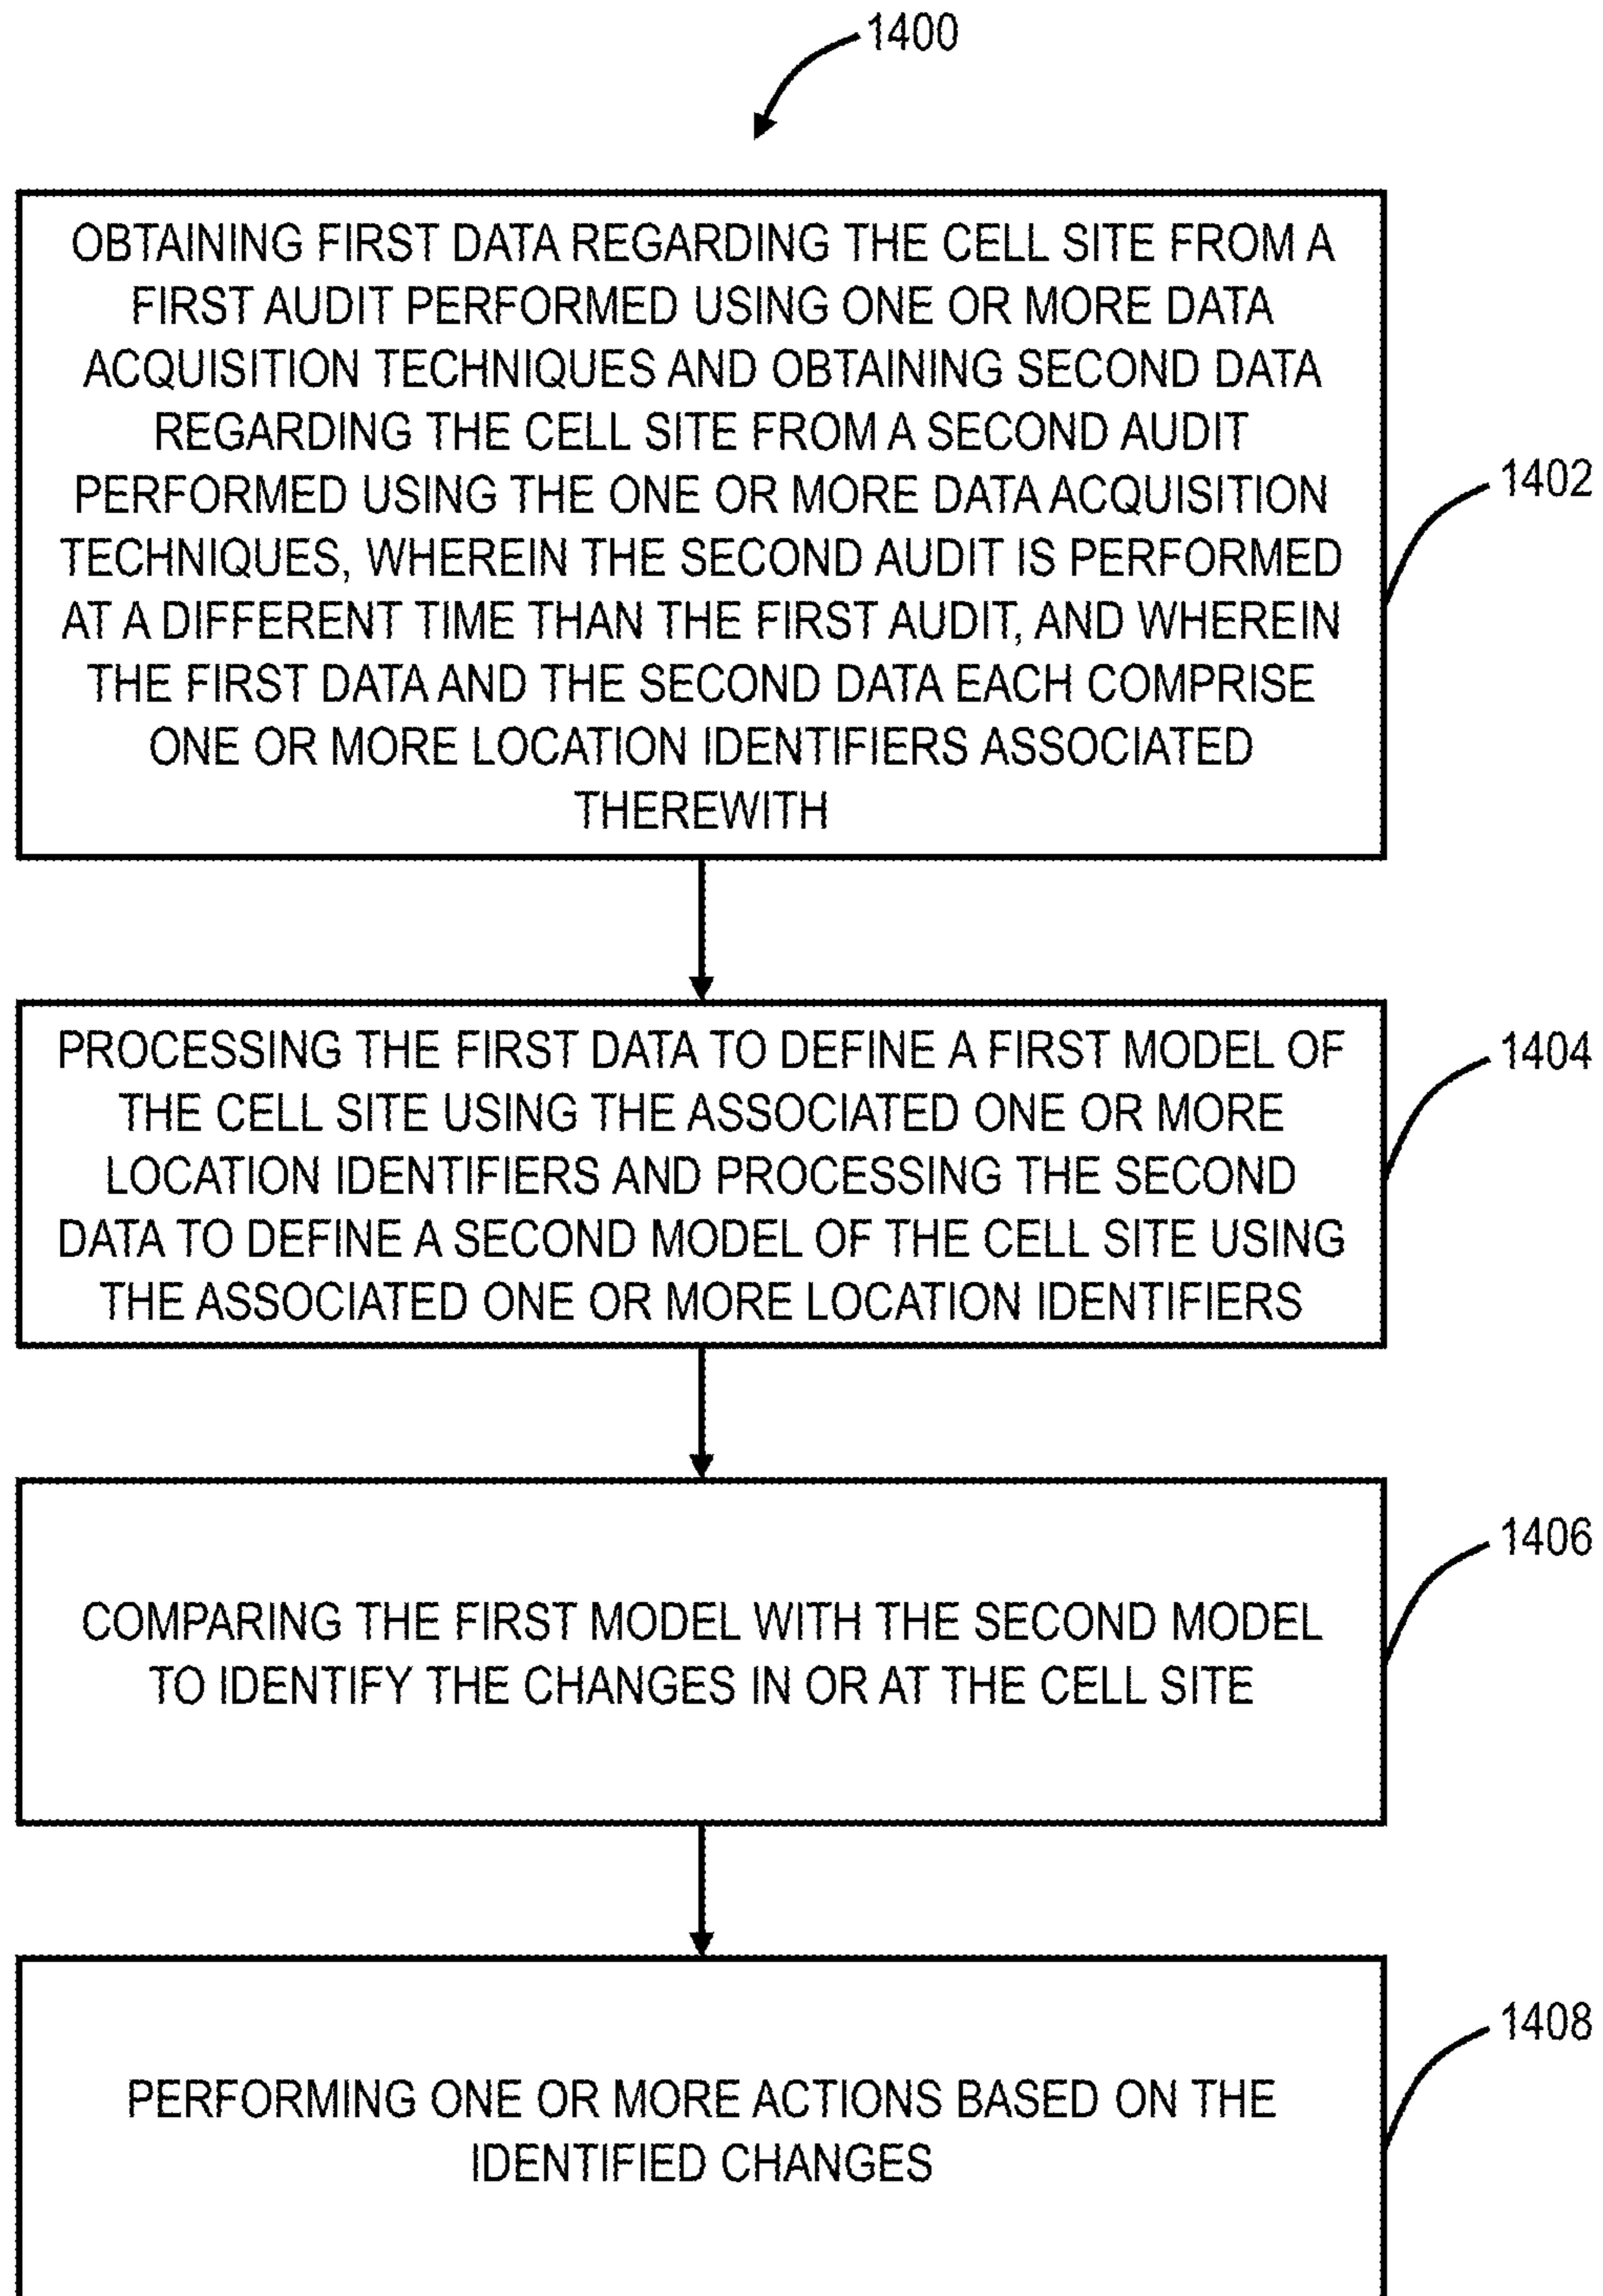 1400
OBTAINING FIRST DATA REGARDING THE CELL SITE FROM A
FIRST AUDIT PERFORMED USING ONE OR MORE DATA
ACQUISITION TECHNIQUES AND OBTAINING SECOND DATA
REGARDING THE CELL SITE FROM A SECOND AUDIT
PERFORMED USING THE ONE OR MORE DATA ACQUISITION
TECHNIQUES, WHEREIN THE SECOND AUDIT IS PERFORMED
AT A DIFFERENT TIME THAN THE FIRST AUDIT, AND WHEREIN
THE FIRST DATA AND THE SECOND DATA EACH COMPRISE
ONE OR MORE LOCATION IDENTIFIERS ASSOCIATED
THEREWITH
1402
PROCESSING THE FIRST DATA TO DEFINE A FIRST MODEL OF
THE CELL SITE USING THE ASSOCIATED ONE OR MORE
LOCATION IDENTIFIERS AND PROCESSING THE SECOND
DATA TO DEFINE A SECOND MODEL OF THE CELL SITE USING
THE ASSOCIATED ONE OR MORE LOCATION IDENTIFIERS
1404
COMPARING THE FIRST MODEL WITH THE SECOND MODEL
TO IDENTIFY THE CHANGES IN OR AT THE CELL SITE
1406
PERFORMING ONE OR MORE ACTIONS BASED ON THE
IDENTIFIED CHANGES
1408